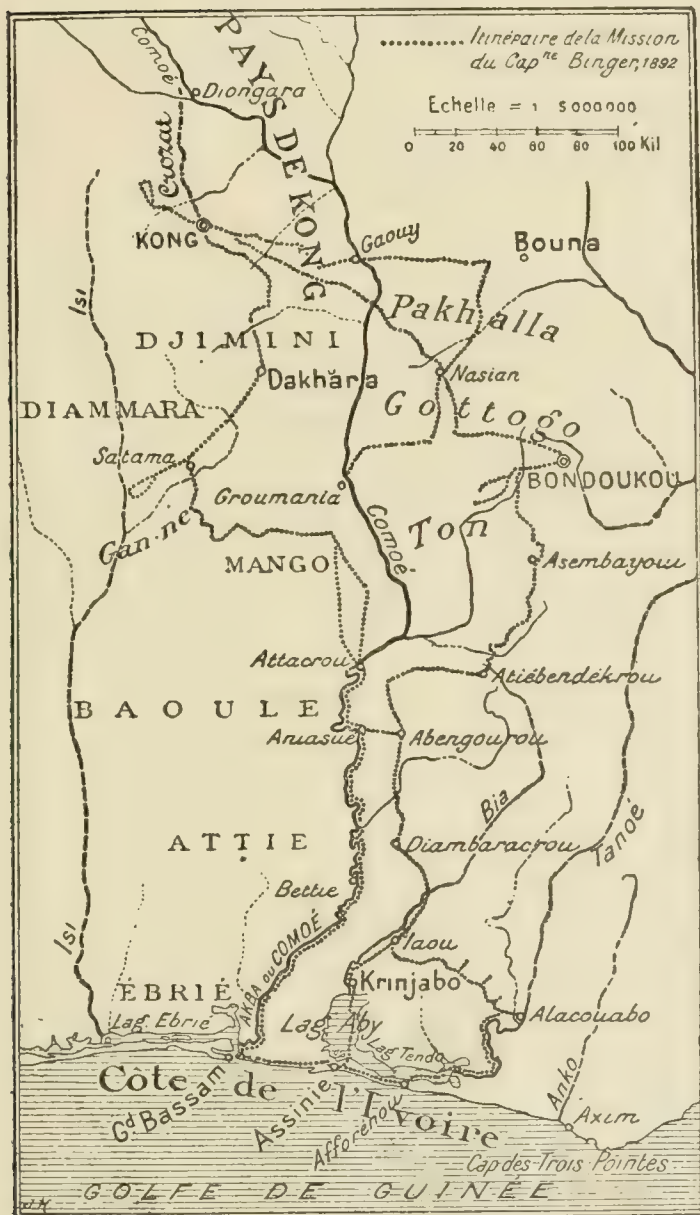 Itinéraire de la Mission
du Cap^ne Binger, 1892
Echelle = 1 5000000
0 20 40 60 80 100 Kil
Comoé
PAYS DE KONG
Diongara
Crozat
KONG
Gaouy
Bouna
Isi
Pakhalla
DJIMINI
Dakhära
Nasian
DIAMMARA
Gottogo
Satama
BONDOUKOU
Groumania
Gan-ne
Comoé
Ton
MANGO
Asembayou
Attacrou
Atiébendékrou
BAOULE
Aniasué
Abengourou
Bia
ATTIE
Diambaracrou
Tanoé
Bettie
Isi
AKBA ou COMOÉ
Iaou
ÉBRIÉ
Krinjabo
Lag. Ebrié
Lag Aby
Alacouabo
Lag Tendo
Côte de l'Ivoire
Gd Bassam
Assinie
Afforénou
Anko
Axim
Cap des Trois Pointes
GOLFE DE GUINÉE